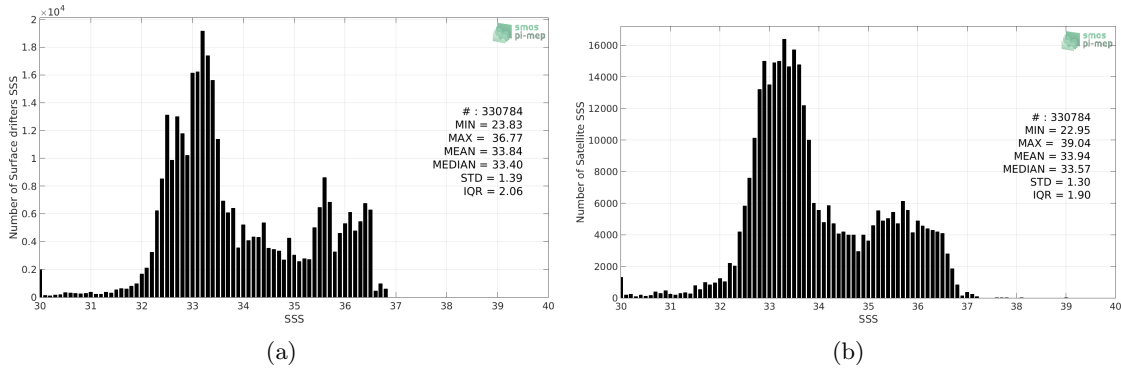 ×10⁴
2
1.8
1.6
1.4
1.2
1
0.8
0.6
0.4
0.2
0
Number of Surface drifters SSS
smos
pi-mep
# : 330784
MIN = 23.83
MAX = 36.77
MEAN = 33.84
MEDIAN = 33.40
STD = 1.39
IQR = 2.06
30 31 32 33 34 35 36 37 38 39 40
SSS
(a)
16000
14000
12000
10000
8000
6000
4000
2000
0
Number of Satellite SSS
smos
pi-mep
# : 330784
MIN = 22.95
MAX = 39.04
MEAN = 33.94
MEDIAN = 33.57
STD = 1.30
IQR = 1.90
30 31 32 33 34 35 36 37 38 39 40
SSS
(b)